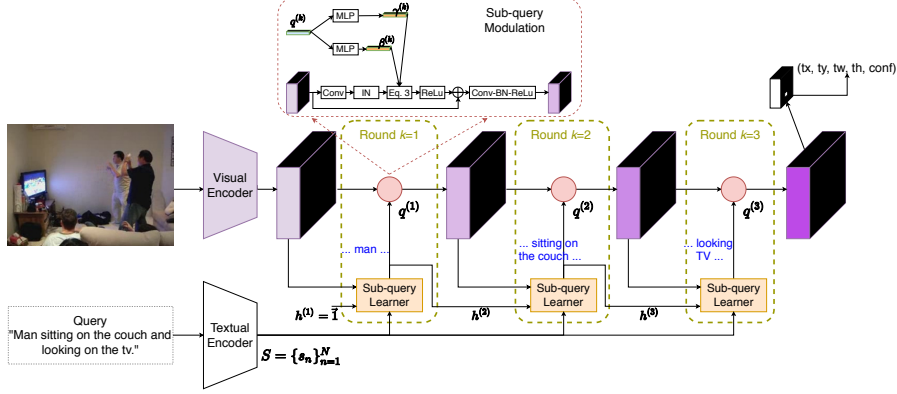 Sub-query
Modulation
q^(k)
MLP
γ^(k)
MLP
β^(k)
Conv
IN
Eq. 3
ReLu
Conv-BN-ReLu
(tx, ty, tw, th, conf)
Round k=1
Round k=2
Round k=3
Visual
Encoder
q^(1)
q^(2)
q^(3)
... man ...
... sitting on
the couch ...
... looking
TV ...
Sub-query
Learner
Sub-query
Learner
Sub-query
Learner
h^(1) = 1⃗
h^(2)
h^(3)
Query
"Man sitting on the couch and
looking on the tv."
Textual
Encoder
S = {s_n}_{n=1}^N